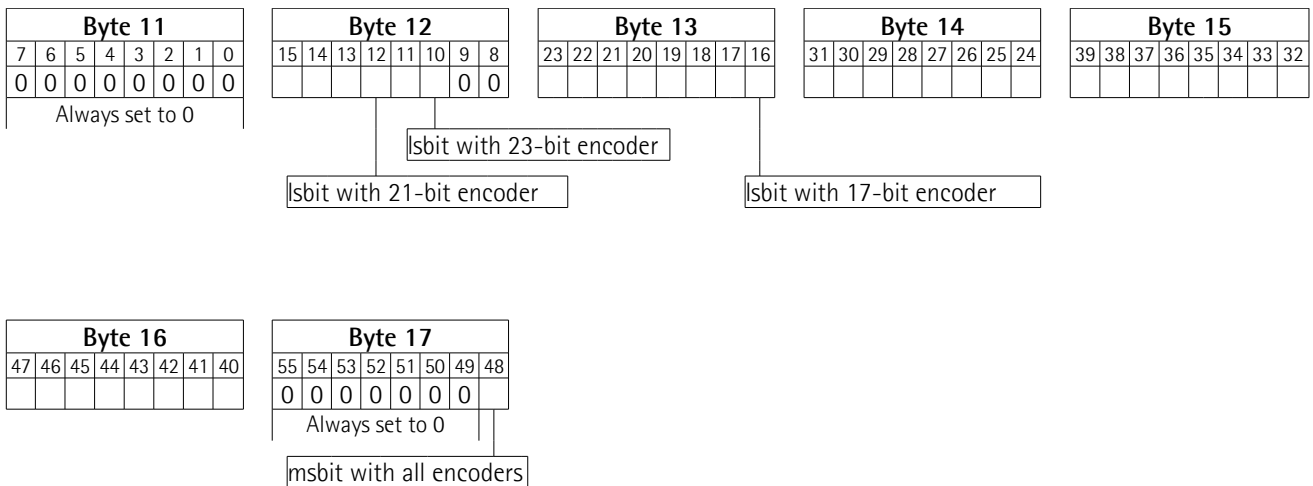 Byte 11 Byte 12 Byte 13 Byte 14 Byte 15
7 6 5 4 3 2 1 0 15 14 13 12 11 10 9 8 23 22 21 20 19 18 17 16 31 30 29 28 27 26 25 24 39 38 37 36 35 34 33 32
0 0 0 0 0 0 0 0 0 0
Always set to 0
lsbit with 23-bit encoder
lsbit with 21-bit encoder lsbit with 17-bit encoder
Byte 16 Byte 17
47 46 45 44 43 42 41 40 55 54 53 52 51 50 49 48
0 0 0 0 0 0 0
Always set to 0
msbit with all encoders